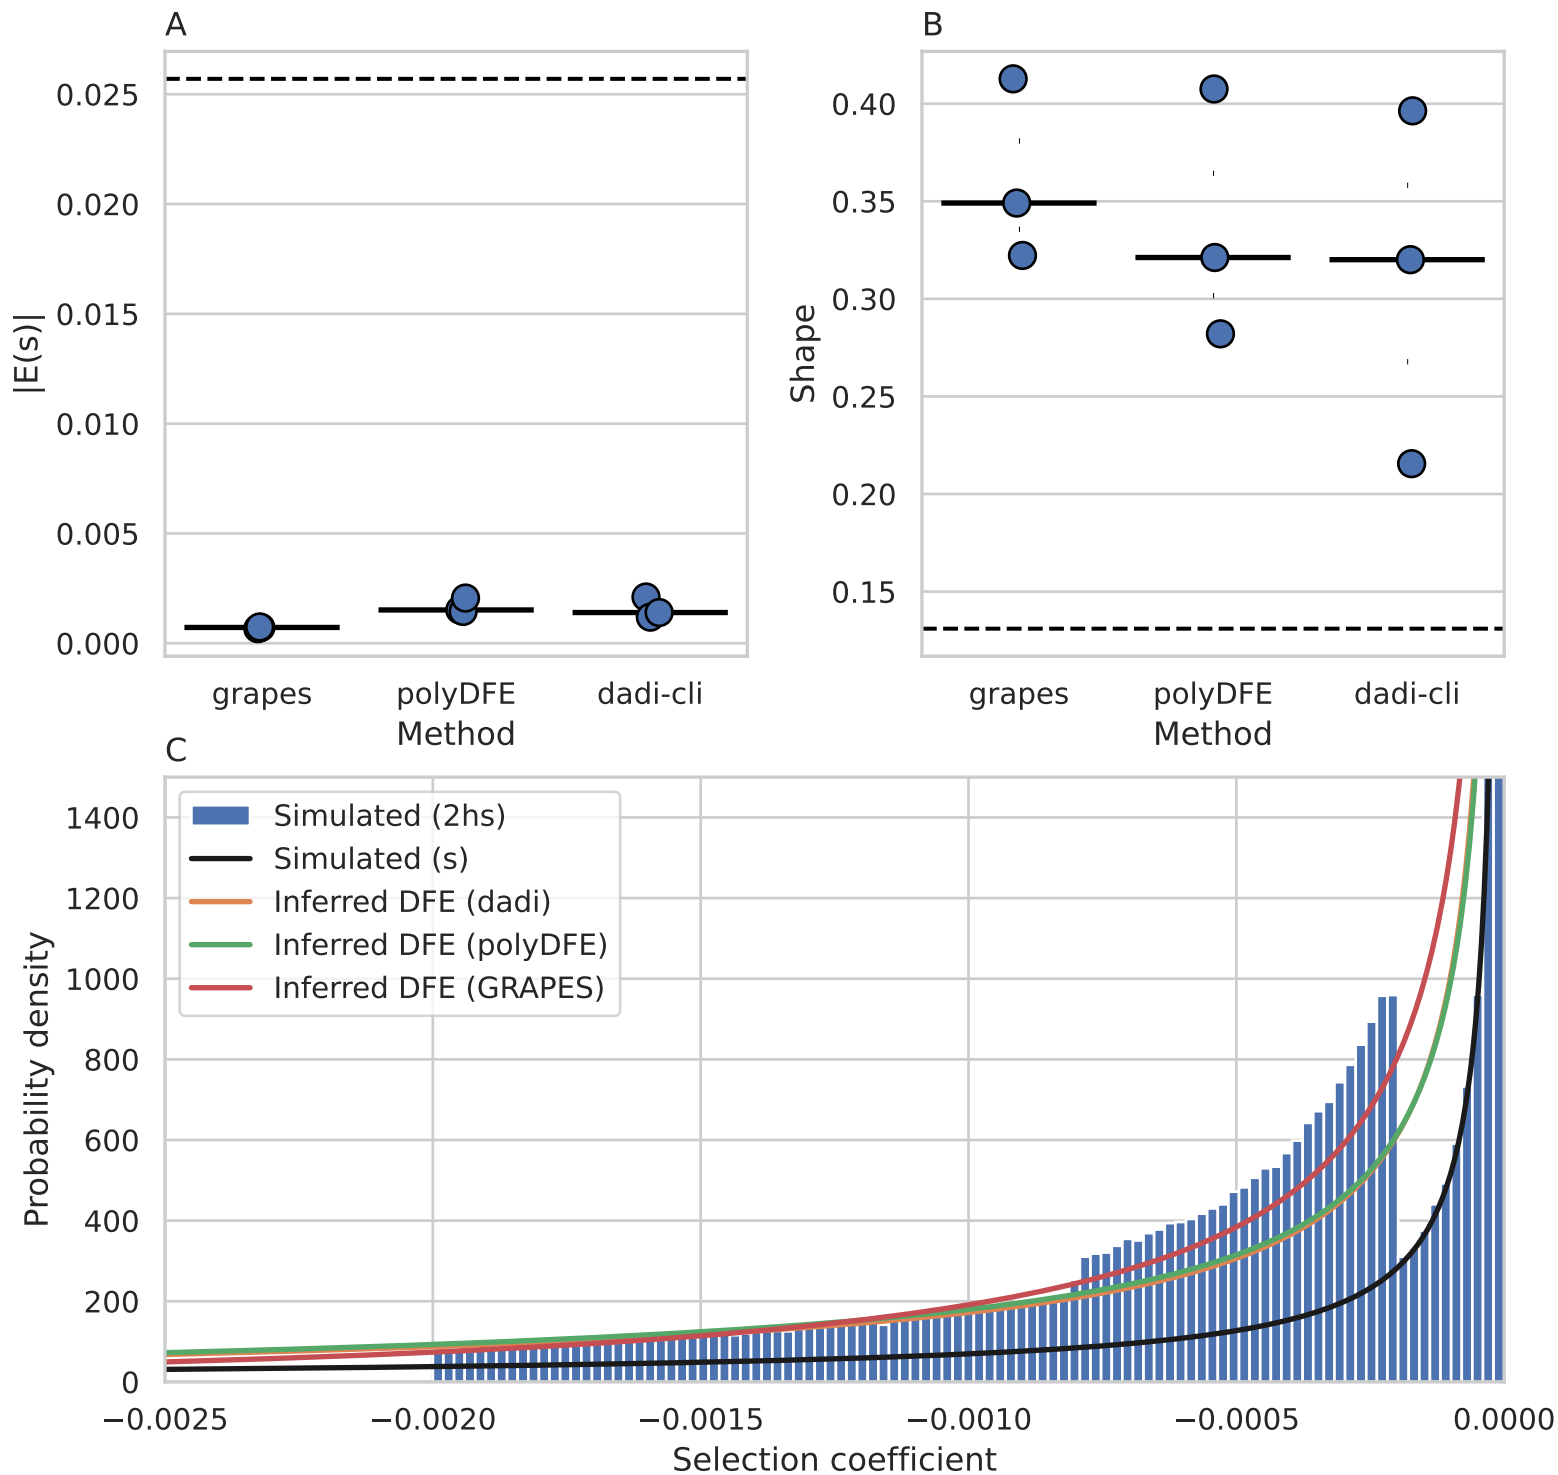 A
0.025
0.020
0.015
0.010
0.005
0.000
|E(s)|
grapes
polyDFE
dadi-cli
Method
B
0.40
0.35
0.30
0.25
0.20
0.15
Shape
grapes
polyDFE
dadi-cli
Method
C
1400
1200
1000
800
600
400
200
0
Probability density
Simulated (2hs)
Simulated (s)
Inferred DFE (dadi)
Inferred DFE (polyDFE)
Inferred DFE (GRAPES)
−0.0025
−0.0020
−0.0015
−0.0010
−0.0005
0.0000
Selection coefficient